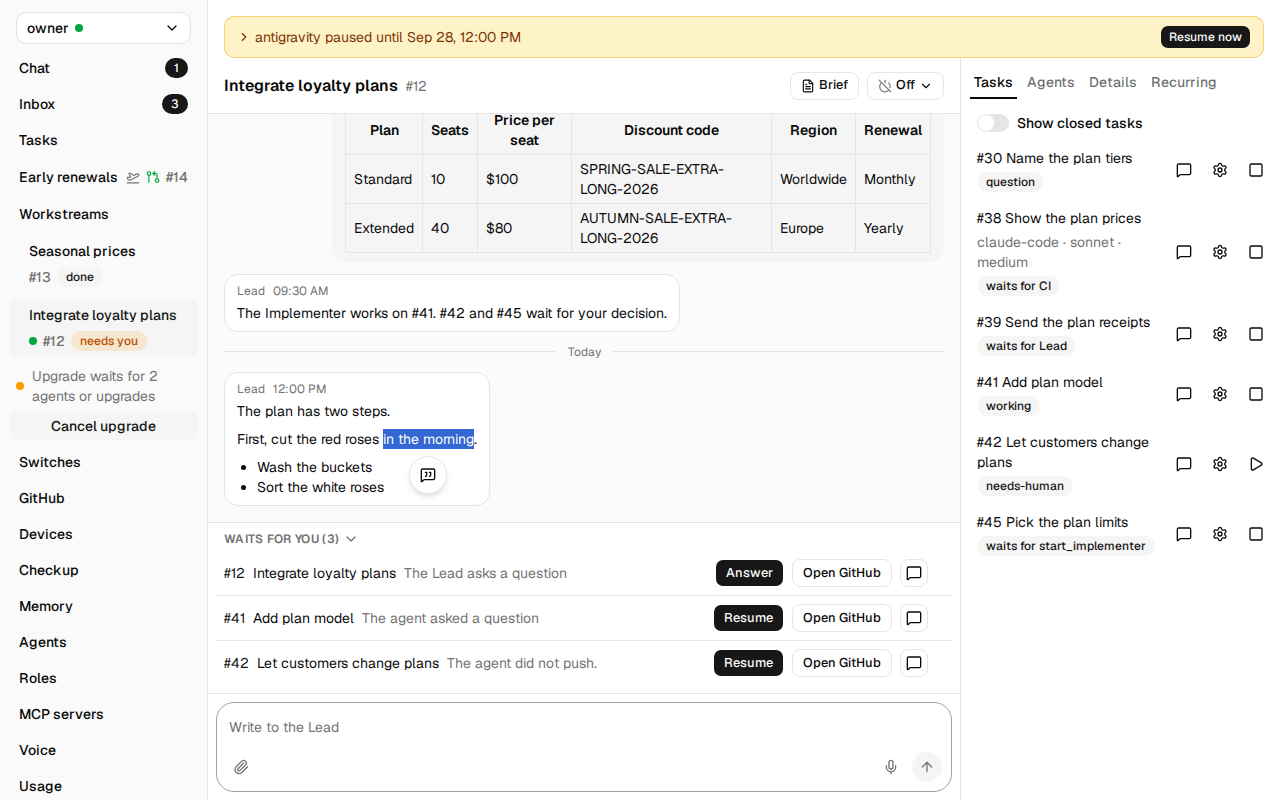 owner
Chat 1
Inbox 3
Tasks
Early renewals #14
Workstreams
Seasonal prices
#13 done
Integrate loyalty plans
#12 needs you
Upgrade waits for 2
agents or upgrades
Cancel upgrade
Switches
GitHub
Devices
Checkup
Memory
Agents
Roles
MCP servers
Voice
Usage
antigravity paused until Sep 28, 12:00 PM
Resume now
Integrate loyalty plans #12
Brief
Off
Plan Seats Price per seat Discount code Region Renewal
Standard 10 $100 SPRING-SALE-EXTRA-LONG-2026 Worldwide Monthly
Extended 40 $80 AUTUMN-SALE-EXTRA-LONG-2026 Europe Yearly
Lead 09:30 AM
The Implementer works on #41. #42 and #45 wait for your decision.
Today
Lead 12:00 PM
The plan has two steps.
First, cut the red roses in the morning.
• Wash the buckets
• Sort the white roses
WAITS FOR YOU (3)
#12 Integrate loyalty plans The Lead asks a question Answer Open GitHub
#41 Add plan model The agent asked a question Resume Open GitHub
#42 Let customers change plans The agent did not push. Resume Open GitHub
Write to the Lead
Tasks Agents Details Recurring
Show closed tasks
#30 Name the plan tiers
question
#38 Show the plan prices
claude-code · sonnet ·
medium
waits for CI
#39 Send the plan receipts
waits for Lead
#41 Add plan model
working
#42 Let customers change
plans
needs-human
#45 Pick the plan limits
waits for start_implementer